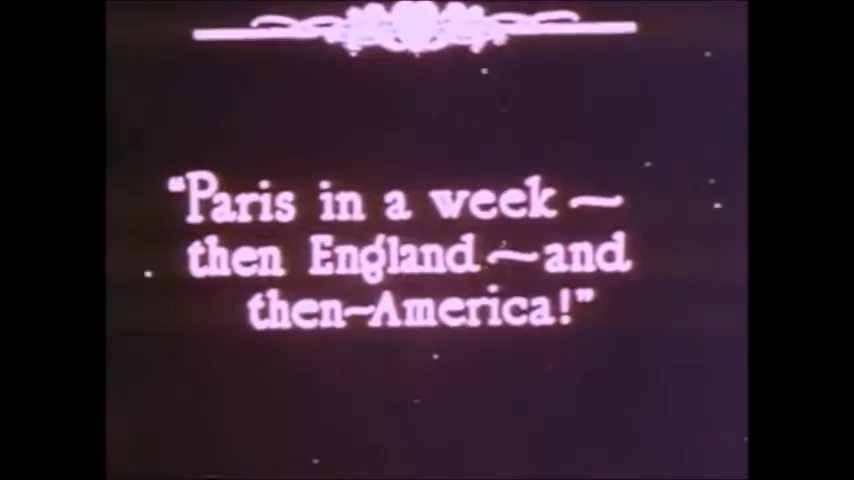 “Paris in a week —
then England — and
then — America!”